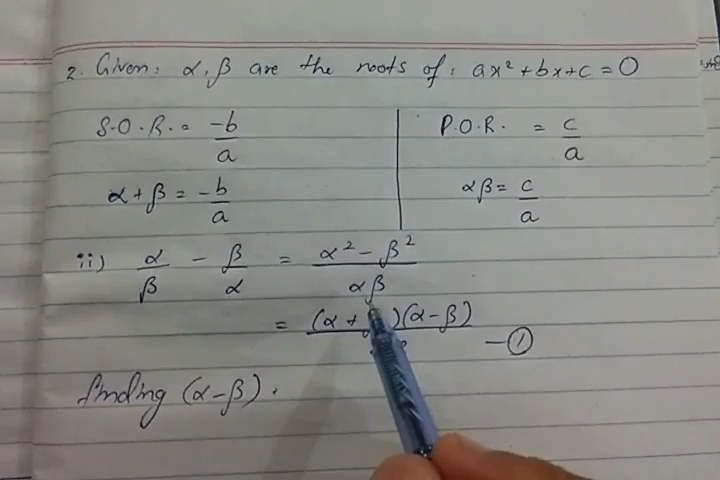 2. Given: α, β are the roots of: ax² + bx + c = 0
S.O.R. = -b/a
P.O.R. = c/a
α + β = -b/a
αβ = c/a
ii) α/β - β/α = α² - β²/αβ
= (α + )(α - β) - ①
finding (α - β).